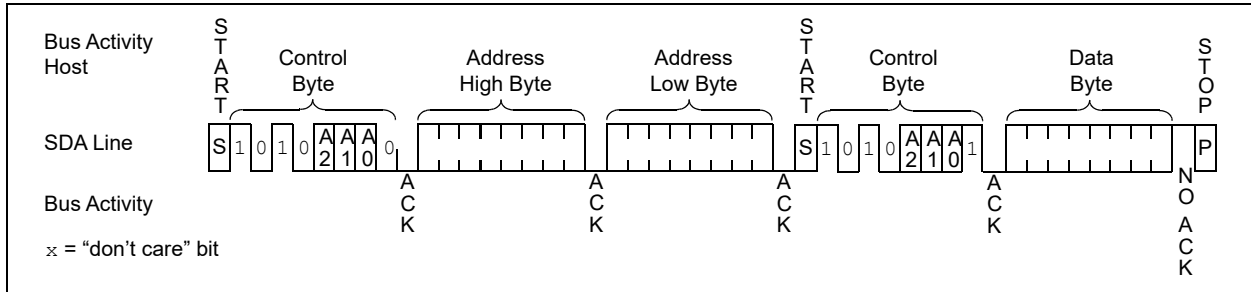 Bus Activity
Host
START
Control
Byte
Address
High Byte
Address
Low Byte
START
Control
Byte
Data
Byte
STOP
SDA Line
S 1 0 1 0 A2 A1 A0 0
S 1 0 1 0 A2 A1 A0 1
P
Bus Activity
ACK
ACK
ACK
ACK
NO ACK
x = “don’t care” bit